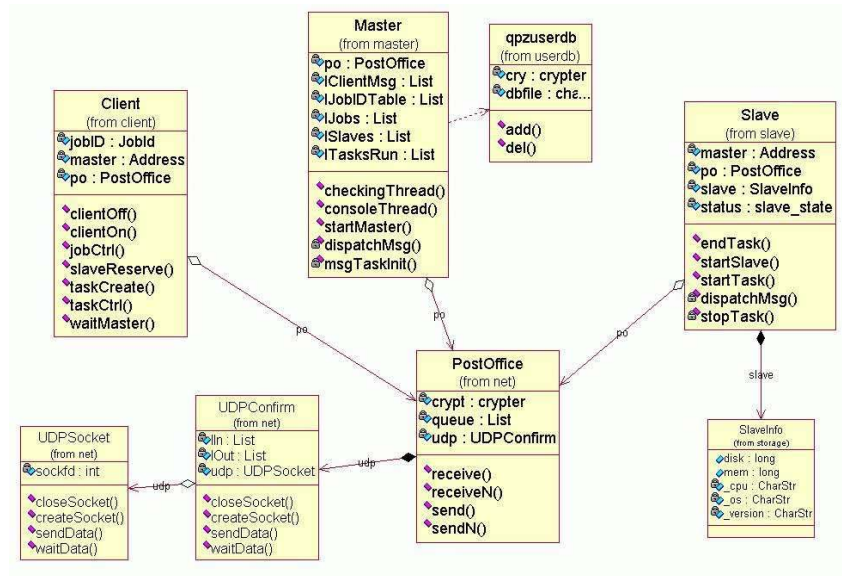 Master
(from master)
po : PostOffice
lClientMsg : List
lJobIDTable : List
lJobs : List
lSlaves : List
lTasksRun : List
checkingThread()
consoleThread()
startMaster()
dispatchMsg()
msgTaskInit()
qpzuserdb
(from userdb)
cry : crypter
dbfile : cha...
add()
del()
Client
(from client)
jobID : JobId
master : Address
po : PostOffice
clientOff()
clientOn()
jobCtrl()
slaveReserve()
taskCreate()
taskCtrl()
waitMaster()
Slave
(from slave)
master : Address
po : PostOffice
slave : SlaveInfo
status : slave_state
endTask()
startSlave()
startTask()
dispatchMsg()
stopTask()
po
po
po
slave
PostOffice
(from net)
crypt : crypter
queue : List
udp : UDPConfirm
receive()
receiveN()
send()
sendN()
UDPConfirm
(from net)
lIn : List
lOut : List
udp : UDPSocket
closeSocket()
createSocket()
sendData()
waitData()
udp
UDPSocket
(from net)
sockfd : int
closeSocket()
createSocket()
sendData()
waitData()
udp
SlaveInfo
(from storage)
disk : long
mem : long
_cpu : CharStr
_os : CharStr
_version : CharStr